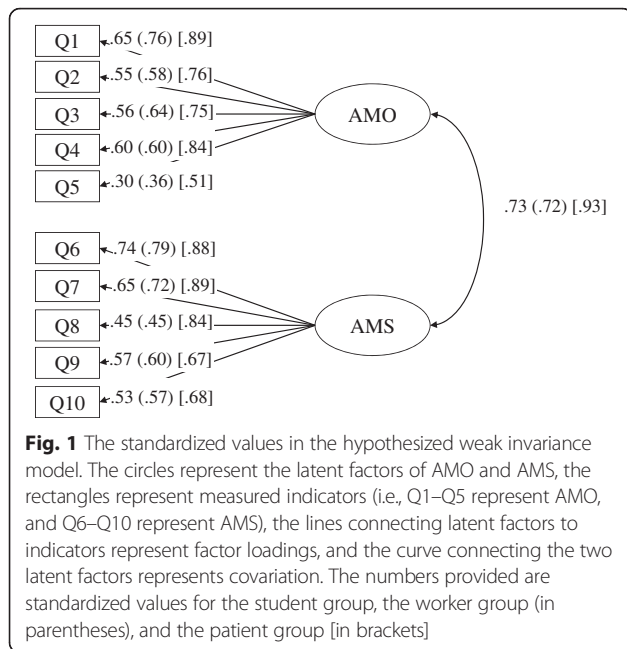 Q1 .65 (.76) [.89]
Q2 .55 (.58) [.76]
Q3 .56 (.64) [.75]
Q4 .60 (.60) [.84]
Q5 .30 (.36) [.51]
AMO
.73 (.72) [.93]
Q6 .74 (.79) [.88]
Q7 .65 (.72) [.89]
Q8 .45 (.45) [.84]
Q9 .57 (.60) [.67]
Q10 .53 (.57) [.68]
AMS
Fig. 1 The standardized values in the hypothesized weak invariance
model. The circles represent the latent factors of AMO and AMS, the
rectangles represent measured indicators (i.e., Q1–Q5 represent AMO,
and Q6–Q10 represent AMS), the lines connecting latent factors to
indicators represent factor loadings, and the curve connecting the two
latent factors represents covariation. The numbers provided are
standardized values for the student group, the worker group (in
parentheses), and the patient group [in brackets]